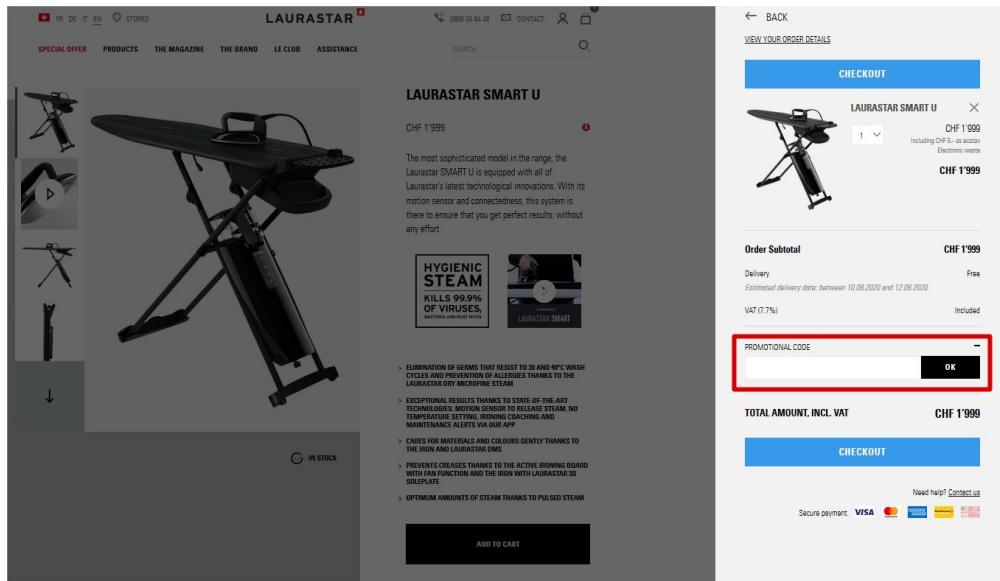 FR DE IT EN STORES
LAURASTAR
0800 55 84 48 CONTACT
SPECIAL OFFER PRODUCTS THE MAGAZINE THE BRAND LE CLUB ASSISTANCE
SEARCH
LAURASTAR SMART U
CHF 1'999
The most sophisticated model in the range, the
Laurastar SMART U is equipped with all of
Laurastar's latest technological innovations. With its
motion sensor and connectedness, this system is
there to ensure that you get perfect results, without
any effort.
HYGIENIC
STEAM
KILLS 99.9%
OF VIRUSES,
BACTERIA AND DUST MITES
LAURASTAR SMART
> ELIMINATION OF GERMS THAT RESIST TO 30 AND 40°C WASH
CYCLES AND PREVENTION OF ALLERGIES THANKS TO THE
LAURASTAR DRY MICROFINE STEAM
> EXCEPTIONAL RESULTS THANKS TO STATE-OF-THE-ART
TECHNOLOGIES: MOTION SENSOR TO RELEASE STEAM, NO
TEMPERATURE SETTING, IRONING COACHING AND
MAINTENANCE ALERTS VIA OUR APP
> CARES FOR MATERIALS AND COLOURS GENTLY THANKS TO
THE IRON AND LAURASTAR DMS
> PREVENTS CREASES THANKS TO THE ACTIVE IRONING BOARD
WITH FAN FUNCTION AND THE IRON WITH LAURASTAR 3D
SOLEPLATE
> OPTIMUM AMOUNTS OF STEAM THANKS TO PULSED STEAM
IN STOCK
ADD TO CART
← BACK
VIEW YOUR ORDER DETAILS
CHECKOUT
LAURASTAR SMART U
1
CHF 1'999
Including CHF 6.- as ecotax
Electronic waste
CHF 1'999
Order Subtotal CHF 1'999
Delivery Free
Estimated delivery date: between 10.08.2020 and 12.08.2020
VAT (7.7%) Included
PROMOTIONAL CODE
OK
TOTAL AMOUNT, INCL. VAT CHF 1'999
CHECKOUT
Need help? Contact us
Secure payment VISA